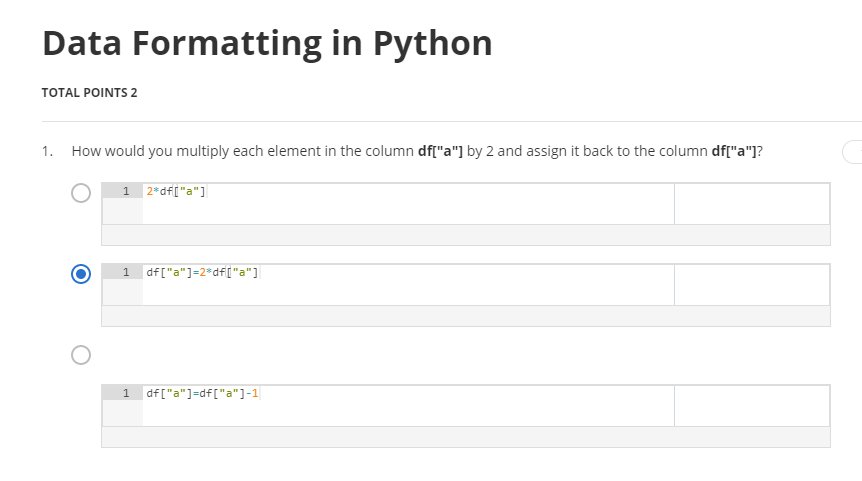 Data Formatting in Python
TOTAL POINTS 2
1. How would you multiply each element in the column df["a"] by 2 and assign it back to the column df["a"]?
1 2*df["a"]
1 df["a"]=2*df["a"]
1 df["a"]=df["a"]-1